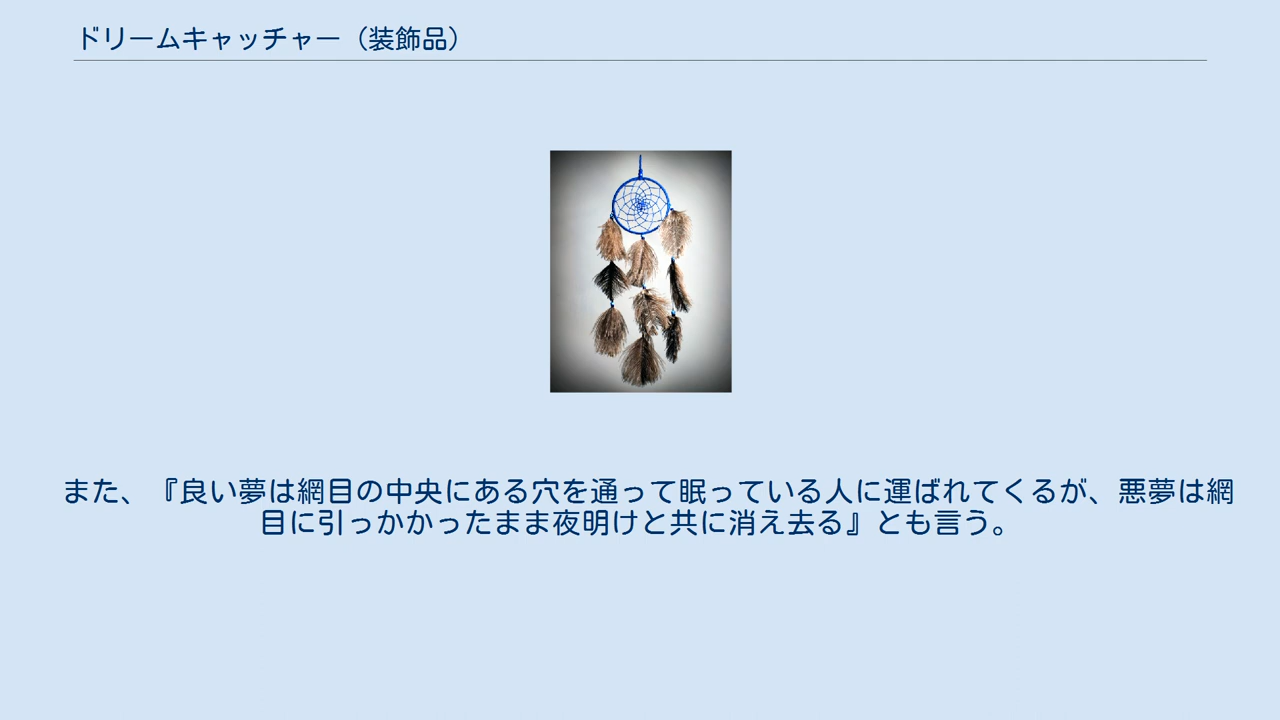 ドリームキャッチャー（装飾品）
また、『良い夢は網目の中央にある穴を通って眠っている人に運ばれてくるが、悪夢は網
目に引っかかったまま夜明けと共に消え去る』とも言う。